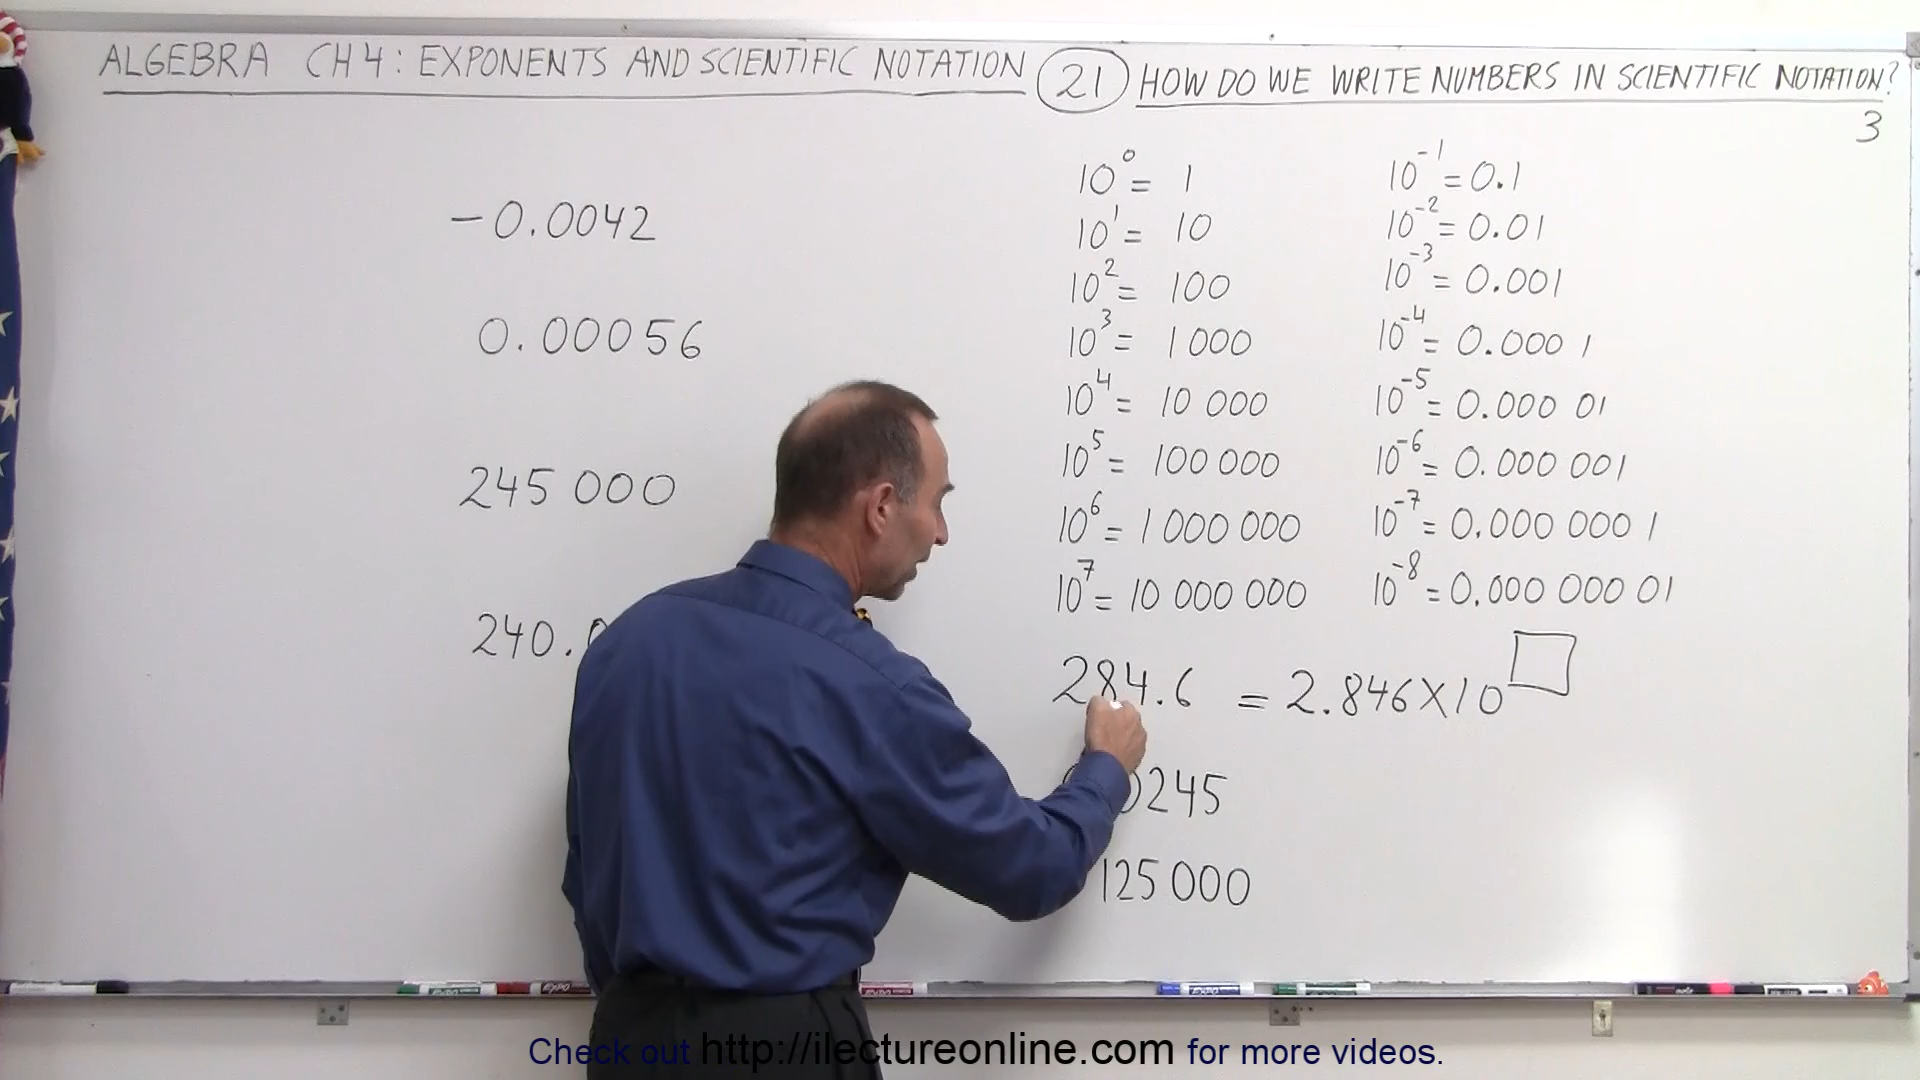 ALGEBRA CH 4: EXPONENTS AND SCIENTIFIC NOTATION 21 HOW DO WE WRITE NUMBERS IN SCIENTIFIC NOTATION?
3
-0.0042
0.00056
245 000
240.
10⁰ = 1
10¹ = 10
10² = 100
10³ = 1 000
10⁴ = 10 000
10⁵ = 100 000
10⁶ = 1 000 000
10⁷ = 10 000 000
10⁻¹ = 0.1
10⁻² = 0.01
10⁻³ = 0.001
10⁻⁴ = 0.000 1
10⁻⁵ = 0.000 01
10⁻⁶ = 0.000 001
10⁻⁷ = 0.000 000 1
10⁻⁸ = 0.000 000 01
284.6 = 2.846 X 10
0245
125 000
Check out http://ilectureonline.com for more videos.